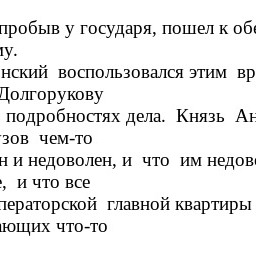 пробыв у государя, пошел к обе
му.
нский воспользовался этим вр
Долгорукову
подробностях дела. Князь Ан
узов чем-то
н и недоволен, и что им недово
е, и что все
ператорской главной квартиры
ающих что-то